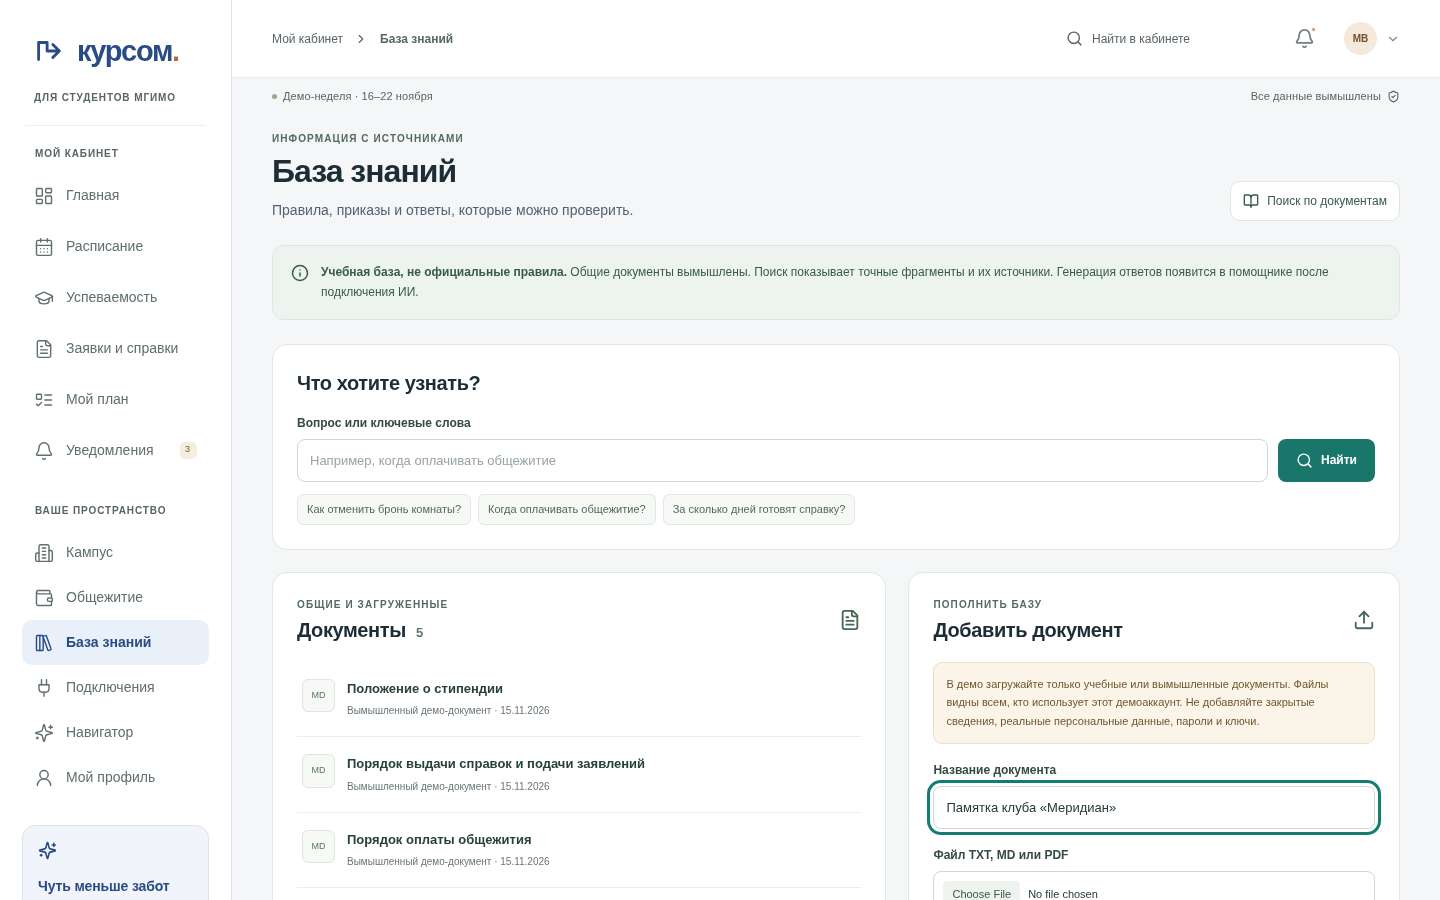 курсом.
ДЛЯ СТУДЕНТОВ МГИМО
МОЙ КАБИНЕТ
Главная
Расписание
Успеваемость
Заявки и справки
Мой план
Уведомления 3
ВАШЕ ПРОСТРАНСТВО
Кампус
Общежитие
База знаний
Подключения
Навигатор
Мой профиль
Чуть меньше забот
Мой кабинет База знаний
Найти в кабинете
МВ
Демо-неделя · 16–22 ноября
Все данные вымышлены
ИНФОРМАЦИЯ С ИСТОЧНИКАМИ
База знаний
Правила, приказы и ответы, которые можно проверить.
Поиск по документам
Учебная база, не официальные правила. Общие документы вымышлены. Поиск показывает точные фрагменты и их источники. Генерация ответов появится в помощнике после
подключения ИИ.
Что хотите узнать?
Вопрос или ключевые слова
Например, когда оплачивать общежитие
Найти
Как отменить бронь комнаты? Когда оплачивать общежитие? За сколько дней готовят справку?
ОБЩИЕ И ЗАГРУЖЕННЫЕ
Документы 5
MD
Положение о стипендии
Вымышленный демо-документ · 15.11.2026
MD
Порядок выдачи справок и подачи заявлений
Вымышленный демо-документ · 15.11.2026
MD
Порядок оплаты общежития
Вымышленный демо-документ · 15.11.2026
ПОПОЛНИТЬ БАЗУ
Добавить документ
В демо загружайте только учебные или вымышленные документы. Файлы
видны всем, кто использует этот демоаккаунт. Не добавляйте закрытые
сведения, реальные персональные данные, пароли и ключи.
Название документа
Памятка клуба «Меридиан»
Файл TXT, MD или PDF
Choose File No file chosen